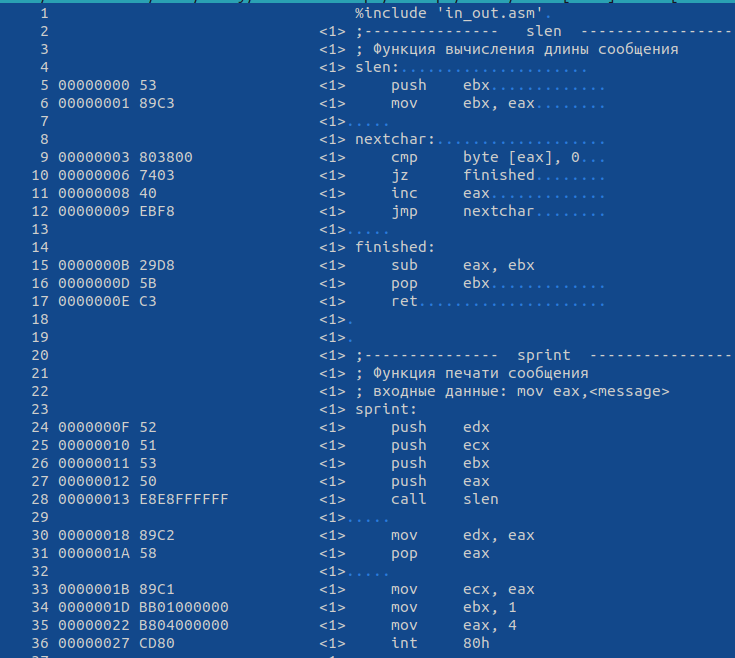 1 %include 'in_out.asm'
2 <1> ;--------------- slen -----------------
3 <1> ; Функция вычисления длины сообщения
4 <1> slen:
5 00000000 53 <1> push ebx
6 00000001 89C3 <1> mov ebx, eax
7 <1>
8 <1> nextchar:
9 00000003 803800 <1> cmp byte [eax], 0
10 00000006 7403 <1> jz finished
11 00000008 40 <1> inc eax
12 00000009 EBF8 <1> jmp nextchar
13 <1>
14 <1> finished:
15 0000000B 29D8 <1> sub eax, ebx
16 0000000D 5B <1> pop ebx
17 0000000E C3 <1> ret
18 <1>
19 <1>
20 <1> ;--------------- sprint ----------------
21 <1> ; Функция печати сообщения
22 <1> ; входные данные: mov eax,<message>
23 <1> sprint:
24 0000000F 52 <1> push edx
25 00000010 51 <1> push ecx
26 00000011 53 <1> push ebx
27 00000012 50 <1> push eax
28 00000013 E8E8FFFFFF <1> call slen
29 <1>
30 00000018 89C2 <1> mov edx, eax
31 0000001A 58 <1> pop eax
32 <1>
33 0000001B 89C1 <1> mov ecx, eax
34 0000001D BB01000000 <1> mov ebx, 1
35 00000022 B804000000 <1> mov eax, 4
36 00000027 CD80 <1> int 80h